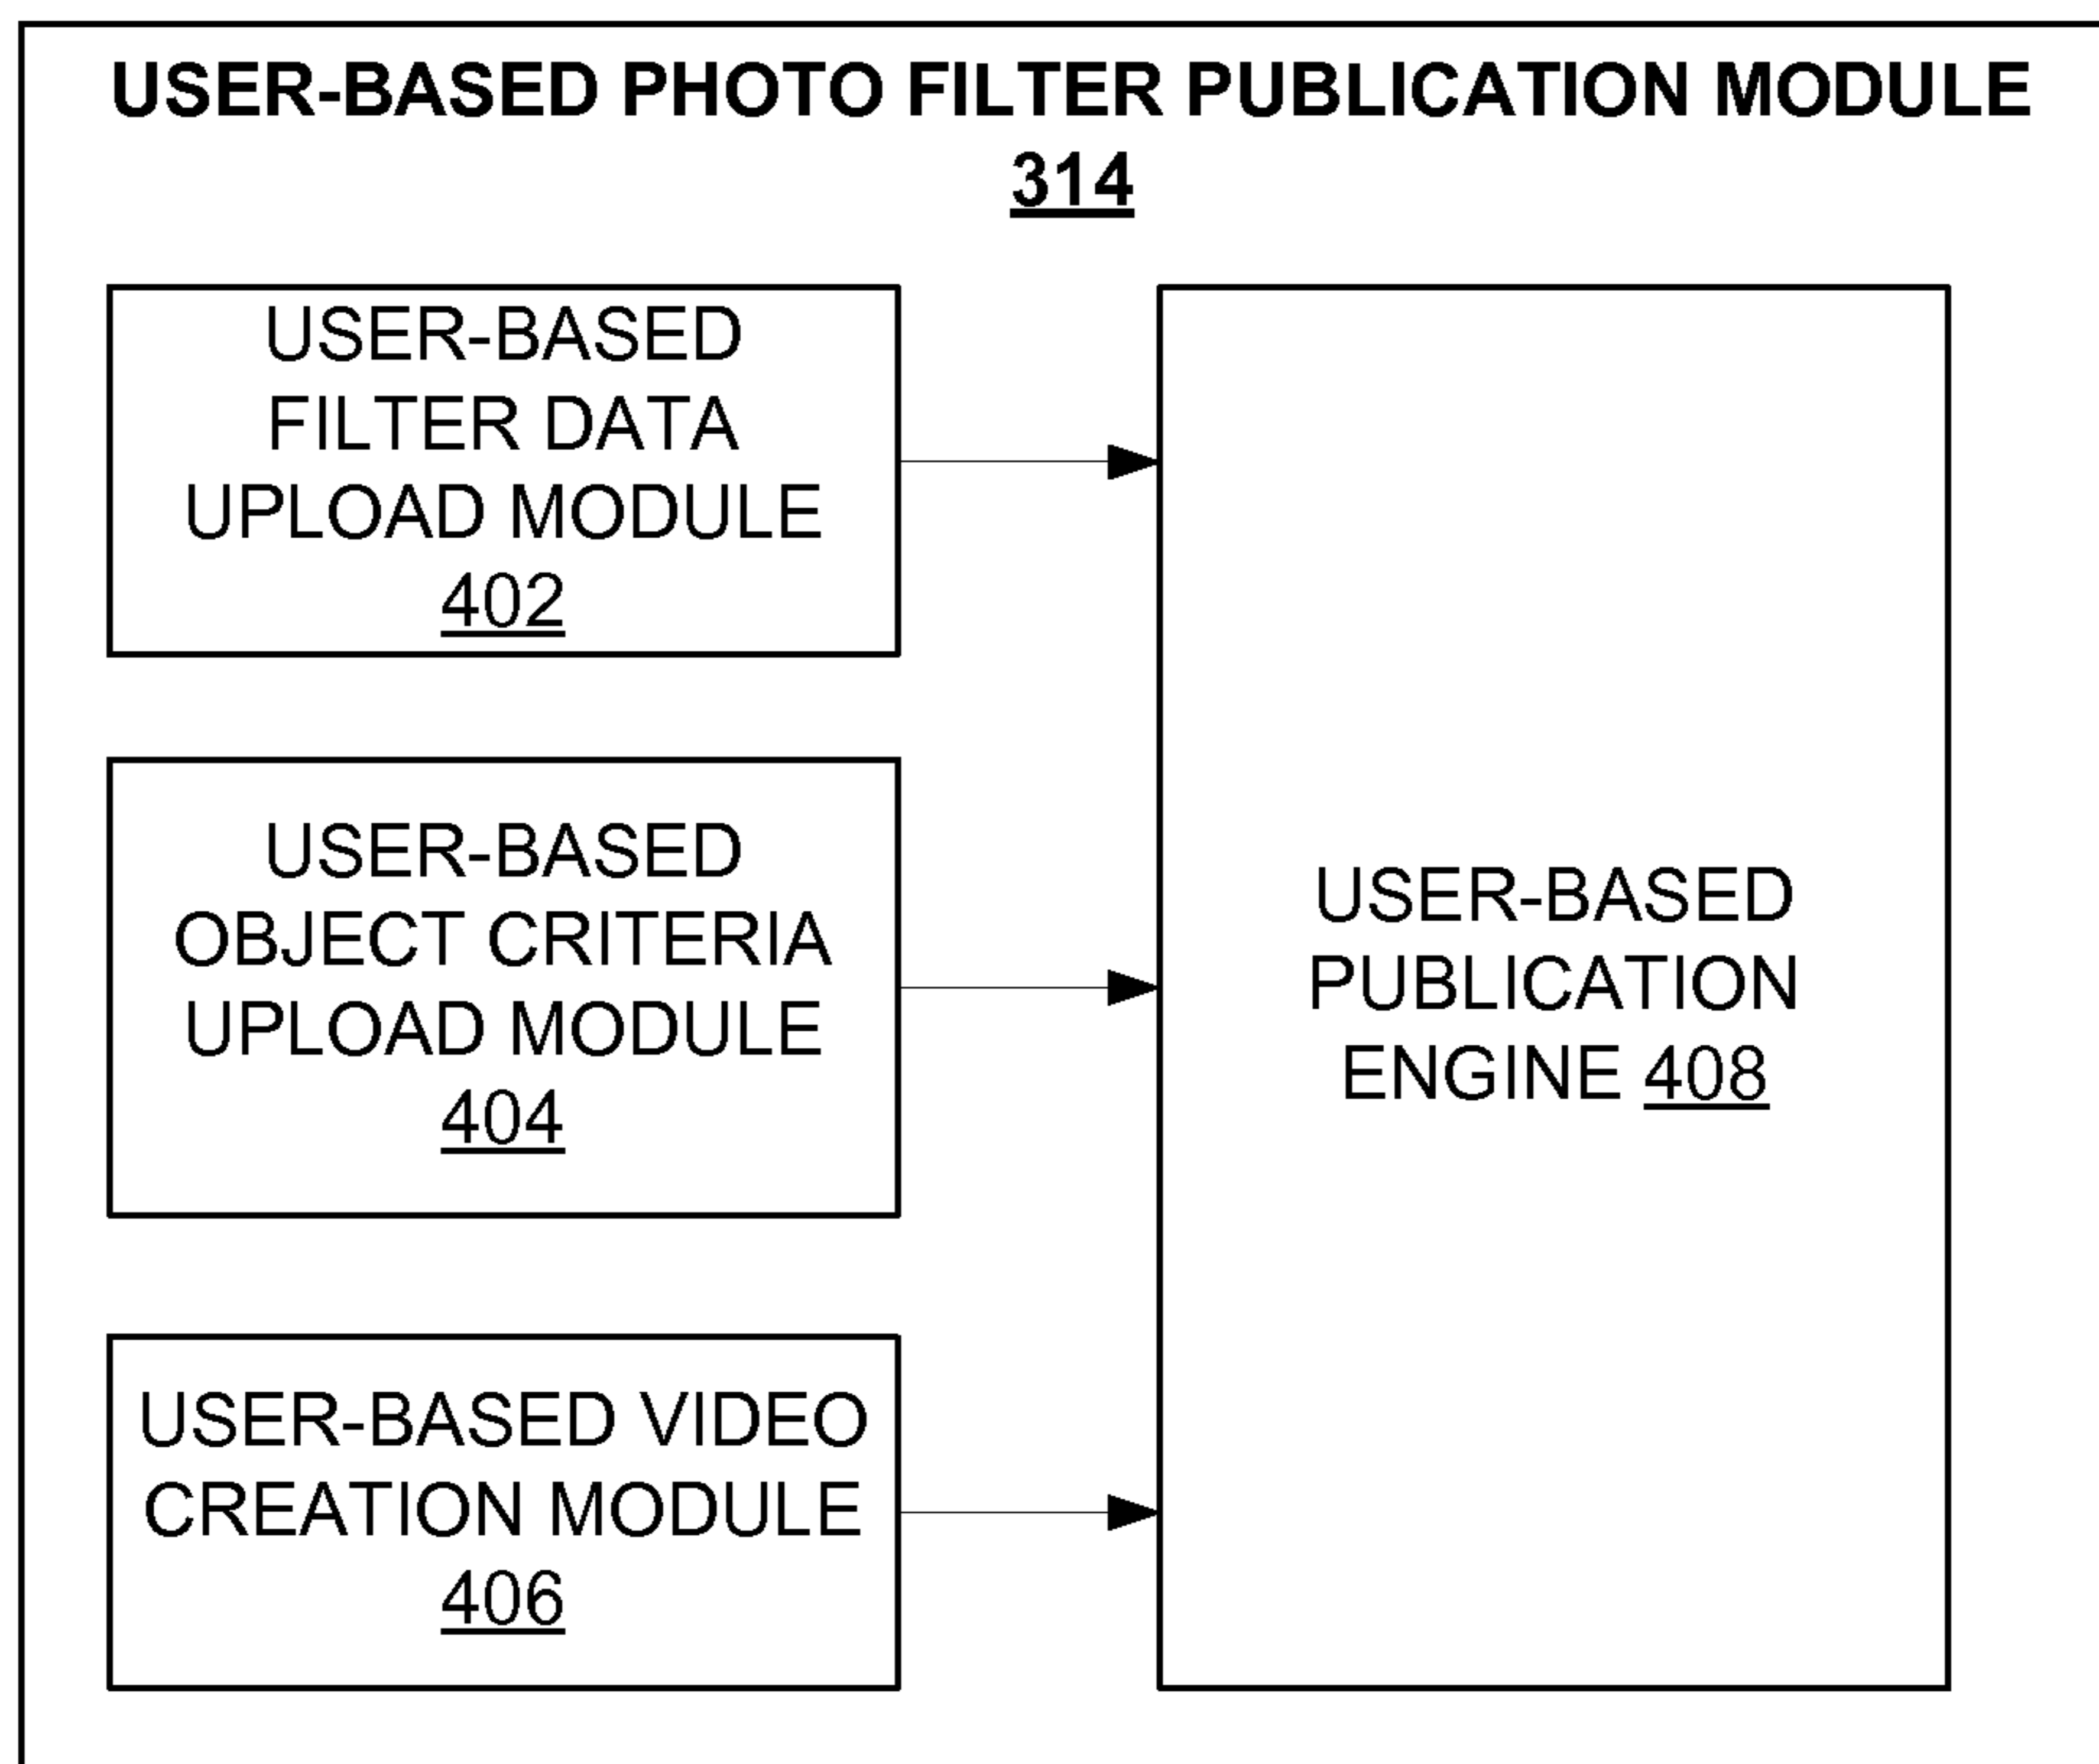 USER-BASED PHOTO FILTER PUBLICATION MODULE
314
USER-BASED
FILTER DATA
UPLOAD MODULE
402
USER-BASED
OBJECT CRITERIA
UPLOAD MODULE
404
USER-BASED VIDEO
CREATION MODULE
406
USER-BASED
PUBLICATION
ENGINE 408